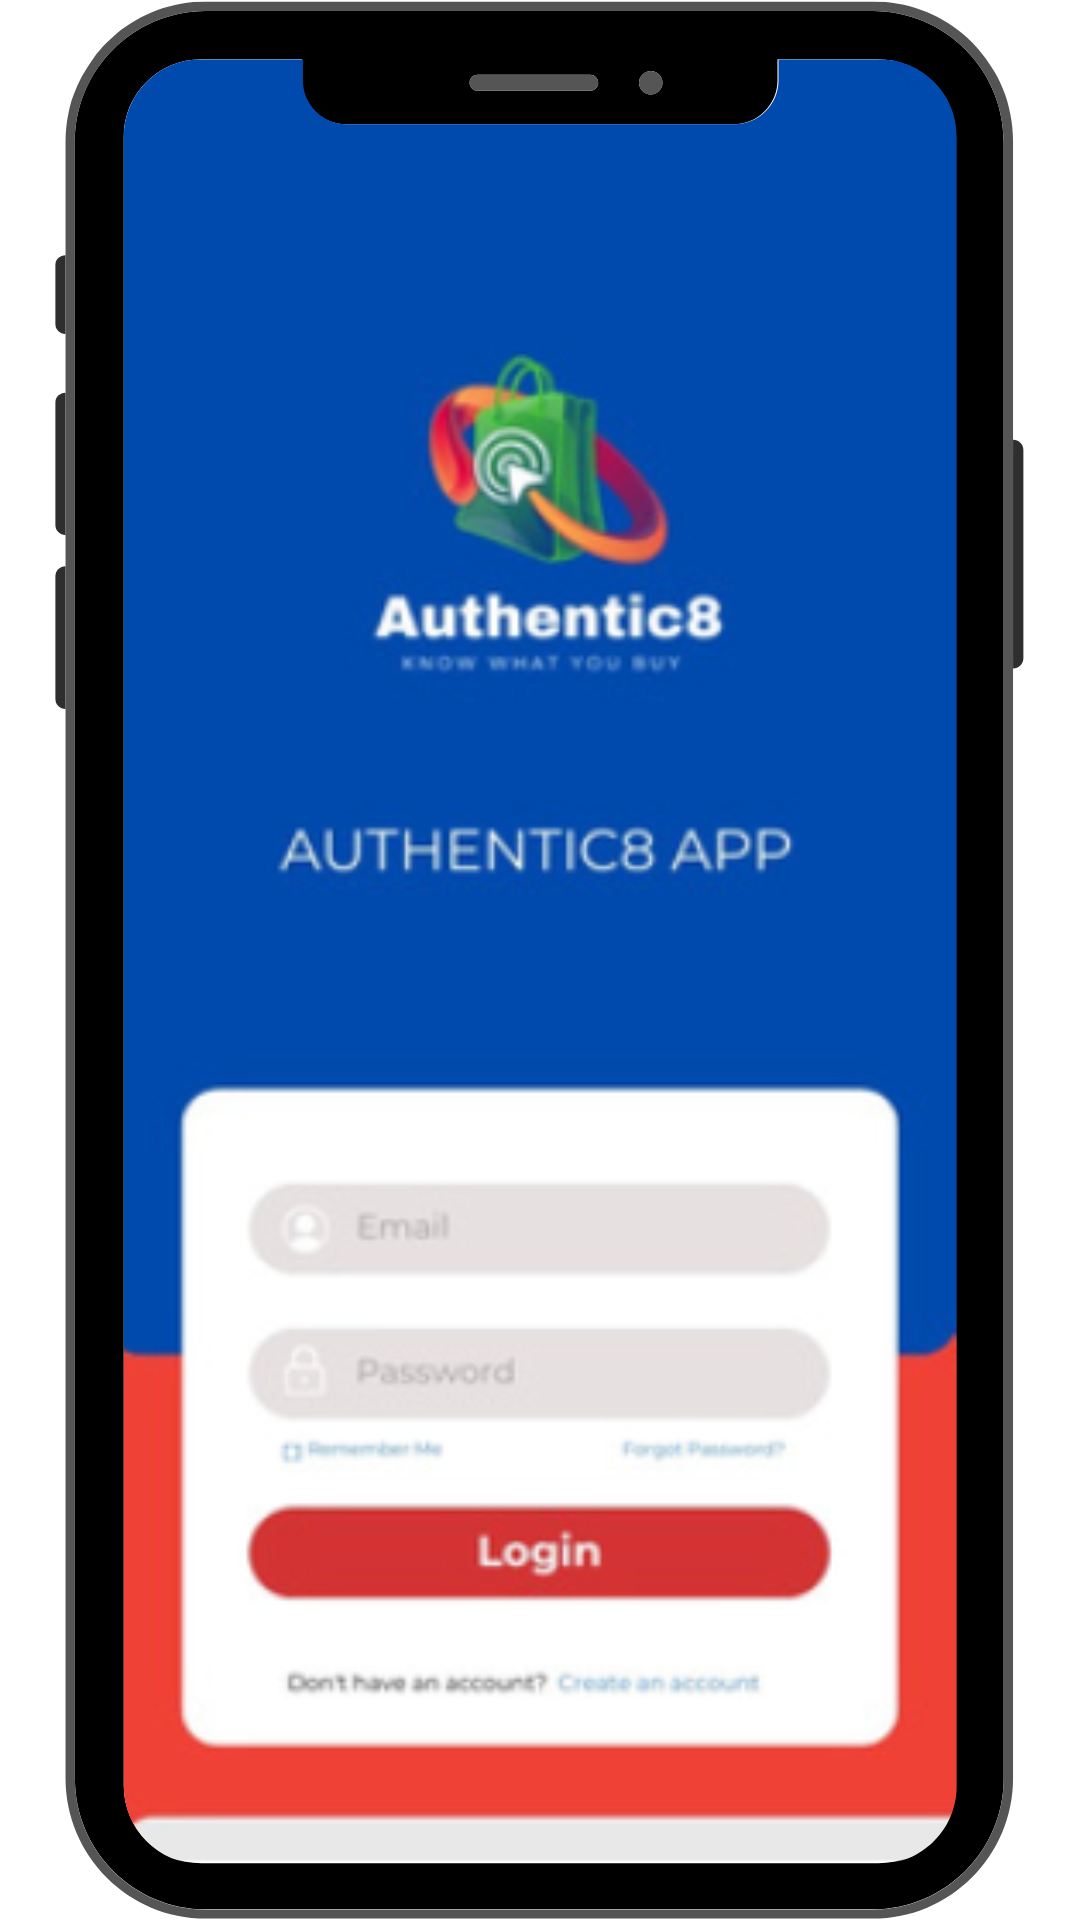 Authentic8
KNOW WHAT YOU BUY
AUTHENTIC8 APP
Email
Password
Remember Me
Forgot Password?
Login
Don't have an account? Create an account